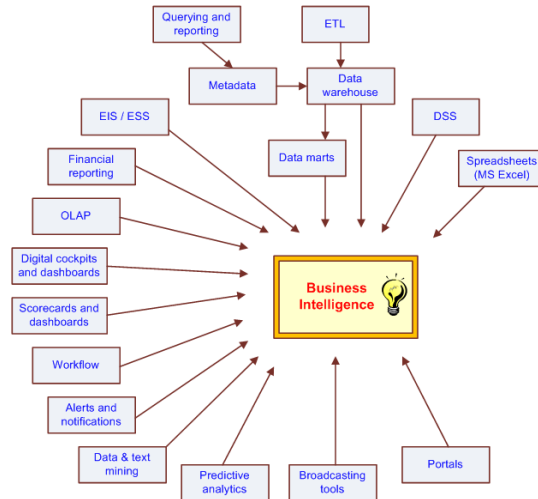 Querying and
reporting
ETL
Metadata
Data
warehouse
EIS / ESS
DSS
Financial
reporting
Data marts
Spreadsheets
(MS Excel)
OLAP
Digital cockpits
and dashboards
Business
Intelligence
Scorecards and
dashboards
Workflow
Alerts and
notifications
Data & text
mining
Predictive
analytics
Broadcasting
tools
Portals